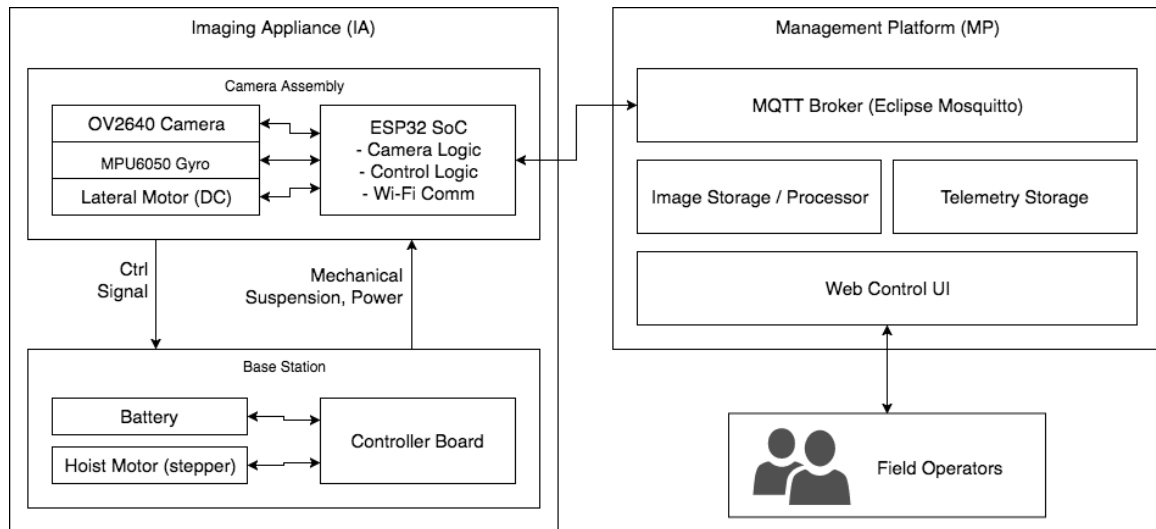 Imaging Appliance (IA)
Camera Assembly
OV2640 Camera
MPU6050 Gyro
Lateral Motor (DC)
ESP32 SoC
- Camera Logic
- Control Logic
- Wi-Fi Comm
Ctrl
Signal
Mechanical
Suspension, Power
Base Station
Battery
Hoist Motor (stepper)
Controller Board
Management Platform (MP)
MQTT Broker (Eclipse Mosquitto)
Image Storage / Processor
Telemetry Storage
Web Control UI
Field Operators